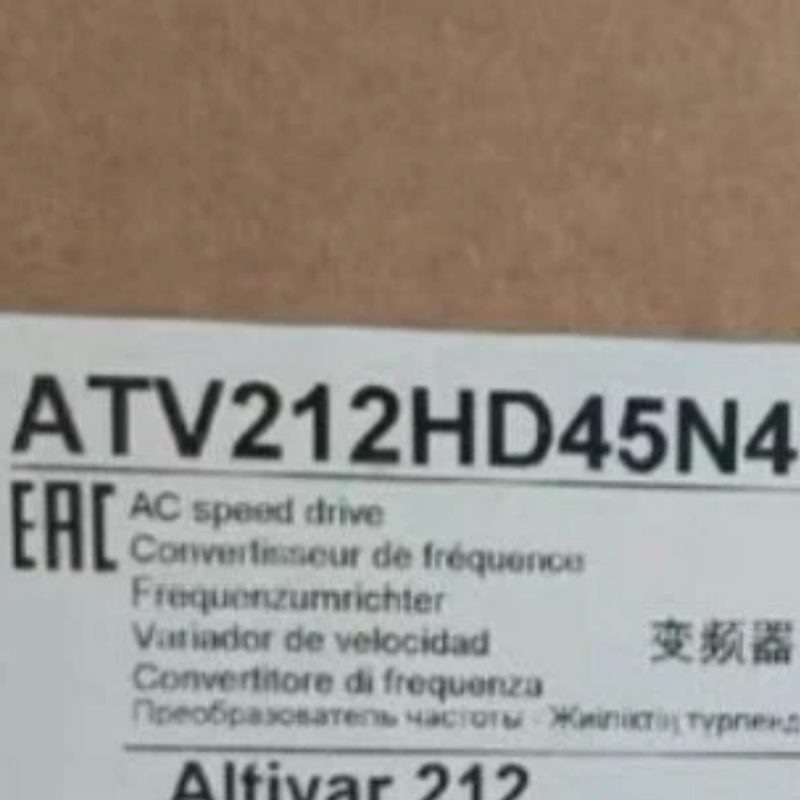 ATV212HD45N4
EAC
AC speed drive
Convertisseur de fréquence
Frequenzumrichter
Variador de velocidad
变频器
Convertitore di frequenza
Преобразователь частоты - Жиіліктің
Altivar 212